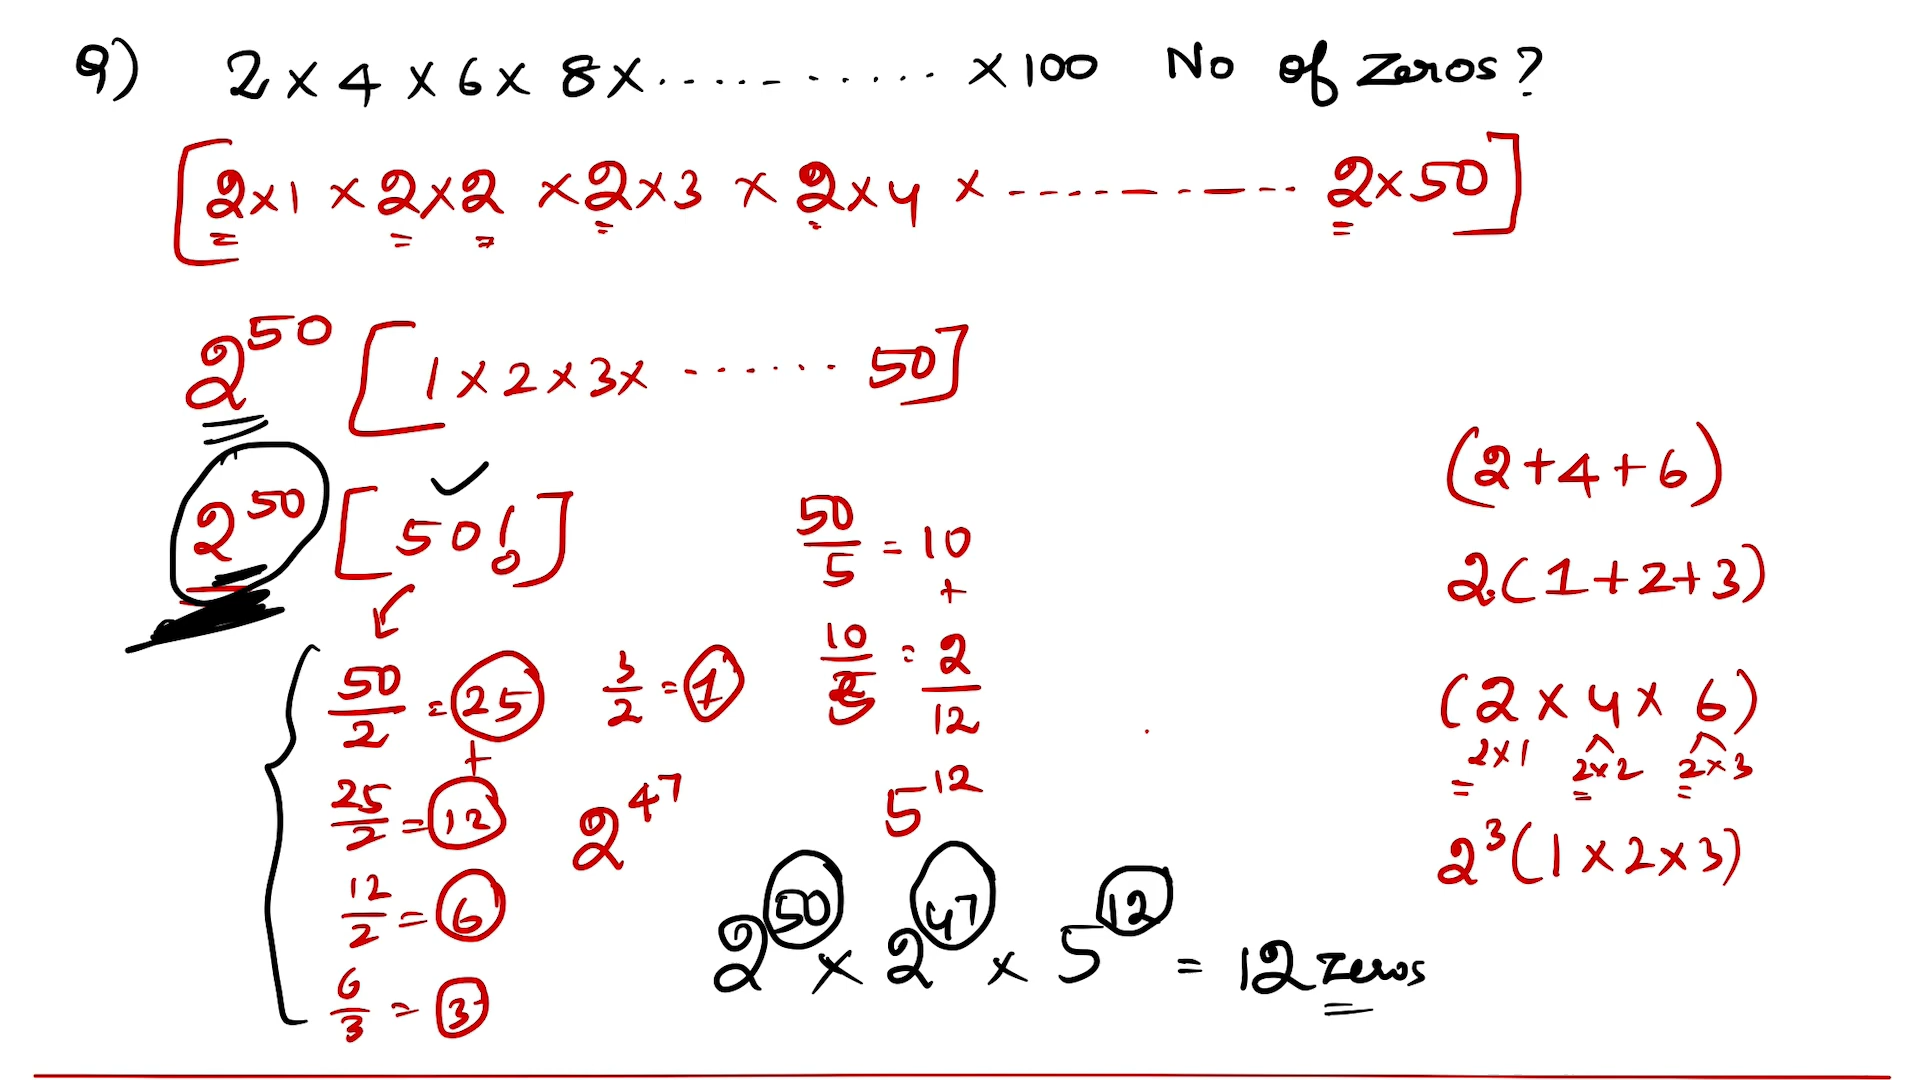 Q) 2 × 4 × 6 × 8 × ............ × 100 No of zeros?
[2×1 × 2×2 × 2×3 × 2×4 × ------------ 2×50]
2^50 [1 × 2 × 3 × ...... 50]
2^50 [50!]
50/2 = 25
+
25/2 = 12
12/2 = 6
6/3 = 3
3/2 = 1
2^47
50/5 = 10
+
10/5 = 2
12
5^12
2^50 × 2^47 × 5^12 = 12 zeros
(2+4+6)
2(1+2+3)
(2 × 4 × 6)
2×1 2×2 2×3
2^3(1×2×3)